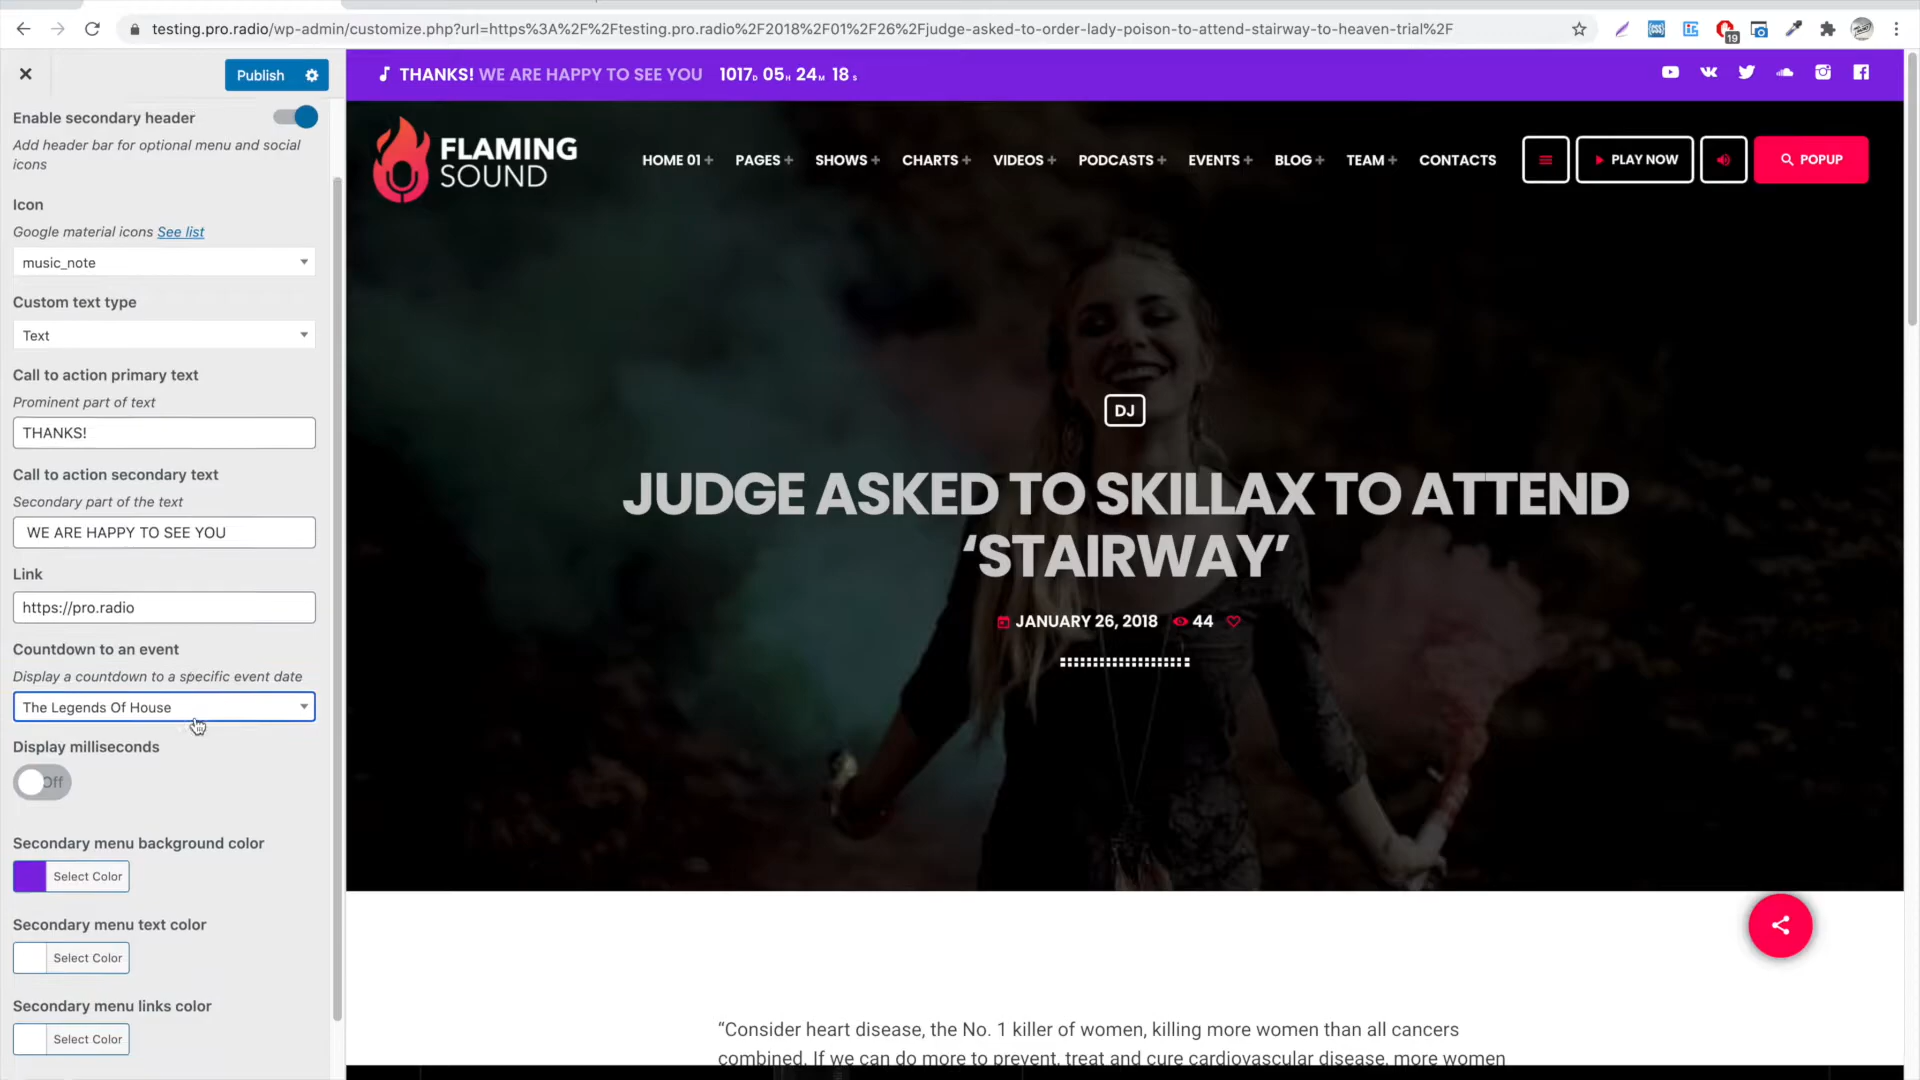 testing.pro.radio/wp-admin/customize.php?url=https%3A%2F%2Ftesting.pro.radio%2F2018%2F01%2F26%2Fjudge-asked-to-order-lady-poison-to-attend-stairway-to-heaven-trial%2F
19
Publish
THANKS! WE ARE HAPPY TO SEE YOU 1017D 05H 24M 18S
Enable secondary header
Add header bar for optional menu and social
icons
Icon
Google material icons See list
music_note
Custom text type
Text
Call to action primary text
Prominent part of text
THANKS!
Call to action secondary text
Secondary part of the text
WE ARE HAPPY TO SEE YOU
Link
https://pro.radio
Countdown to an event
Display a countdown to a specific event date
The Legends Of House
Display milliseconds
Off
Secondary menu background color
Select Color
Secondary menu text color
Select Color
Secondary menu links color
Select Color
FLAMING
SOUND
HOME 01+ PAGES+ SHOWS+ CHARTS+ VIDEOS+ PODCASTS+ EVENTS+ BLOG+ TEAM+ CONTACTS
PLAY NOW
POPUP
DJ
JUDGE ASKED TO SKILLAX TO ATTEND
‘STAIRWAY’
JANUARY 26, 2018 44
“Consider heart disease, the No. 1 killer of women, killing more women than all cancers
combined. If we can do more to prevent, treat and cure cardiovascular disease, more women